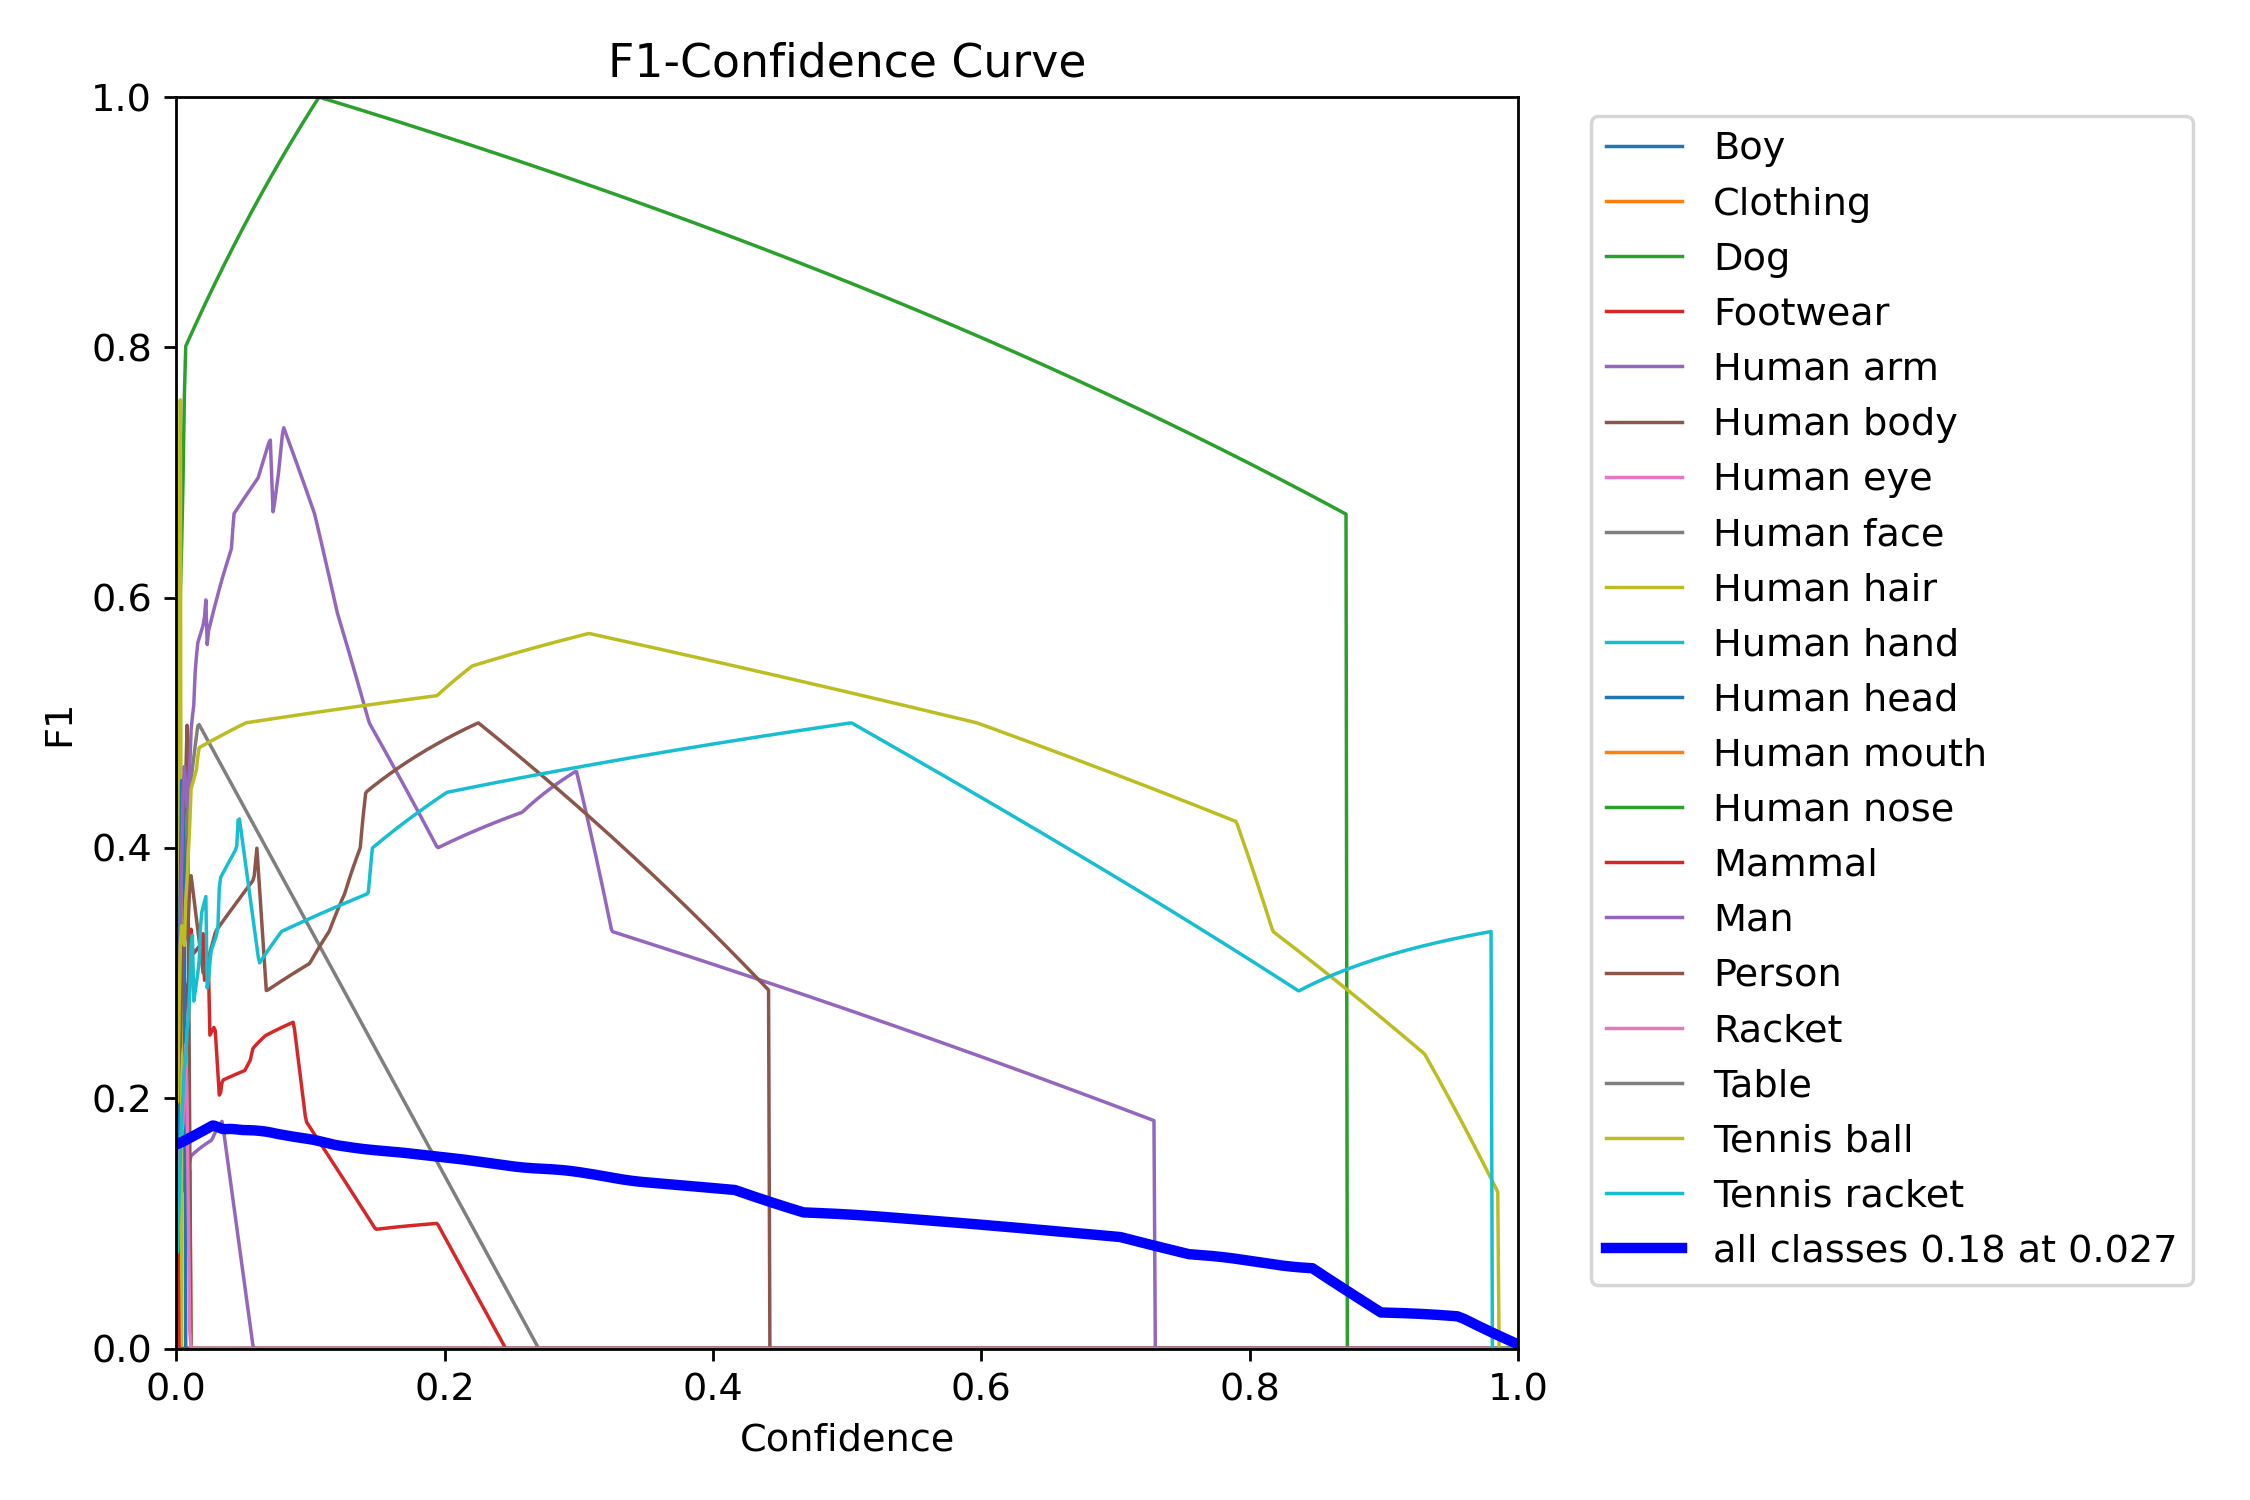 F1-Confidence Curve
1.0
0.8
0.6
0.4
0.2
0.0
F1
0.0 0.2 0.4 0.6 0.8 1.0
Confidence
Boy
Clothing
Dog
Footwear
Human arm
Human body
Human eye
Human face
Human hair
Human hand
Human head
Human mouth
Human nose
Mammal
Man
Person
Racket
Table
Tennis ball
Tennis racket
all classes 0.18 at 0.027